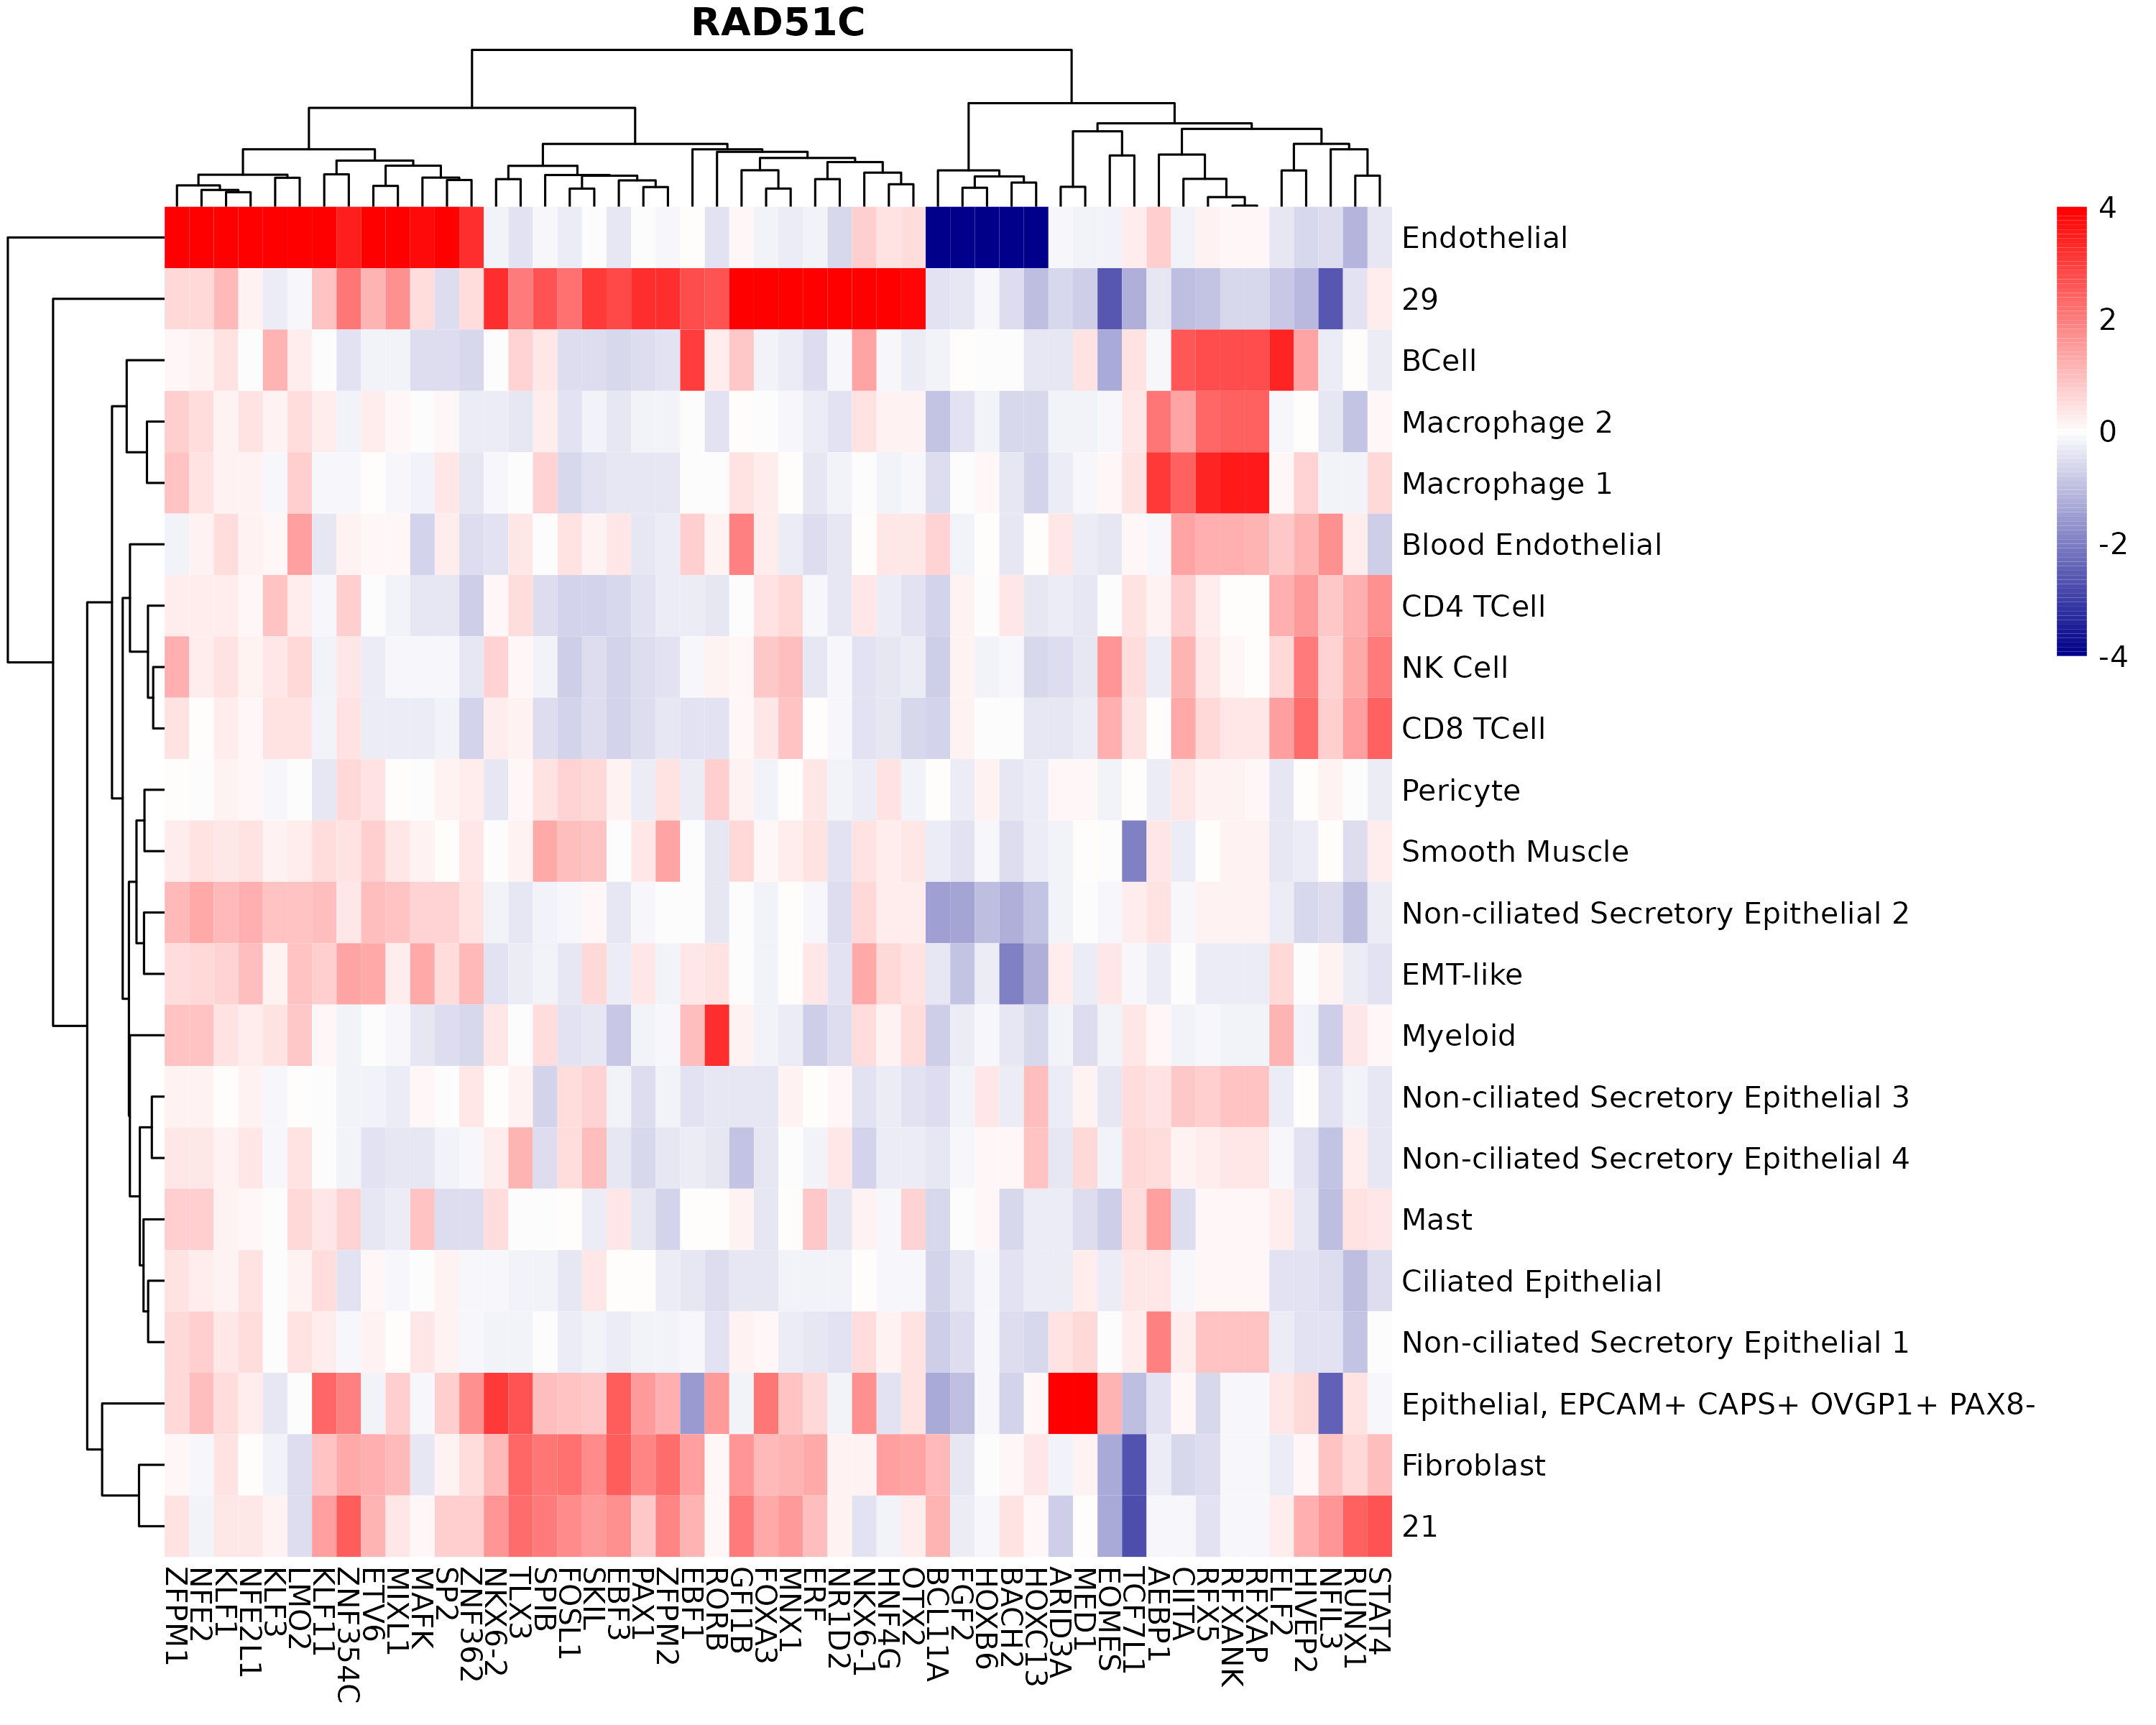 RAD51C
4
2
0
-2
-4
Endothelial
29
BCell
Macrophage 2
Macrophage 1
Blood Endothelial
CD4 TCell
NK Cell
CD8 TCell
Pericyte
Smooth Muscle
Non-ciliated Secretory Epithelial 2
EMT-like
Myeloid
Non-ciliated Secretory Epithelial 3
Non-ciliated Secretory Epithelial 4
Mast
Ciliated Epithelial
Non-ciliated Secretory Epithelial 1
Epithelial, EPCAM+ CAPS+ OVGP1+ PAX8-
Fibroblast
21
ZFPM1
NFE2
KLF1
NFE2L1
KLF3
LMO2
KLF11
ZNF354C
ETV6
MIXL1
MAFK
SP2
ZNF362
NKX6-2
TLX3
SPIB
FOSL1
SKIL
EBF3
PAX1
ZFPM2
EBF1
RORB
GFI1B
FOXA3
MNX1
ERF
NR1D2
NKX6-1
HNF4G
OTX2
BCL11A
FGF2
HOXB6
BACH2
HOXC13
ARID3A
MED1
EOMES
TCF7L1
AEBP1
CIITA
RFX5
RFXANK
RFXAP
ELF2
HIVEP2
NFIL3
RUNX1
STAT4